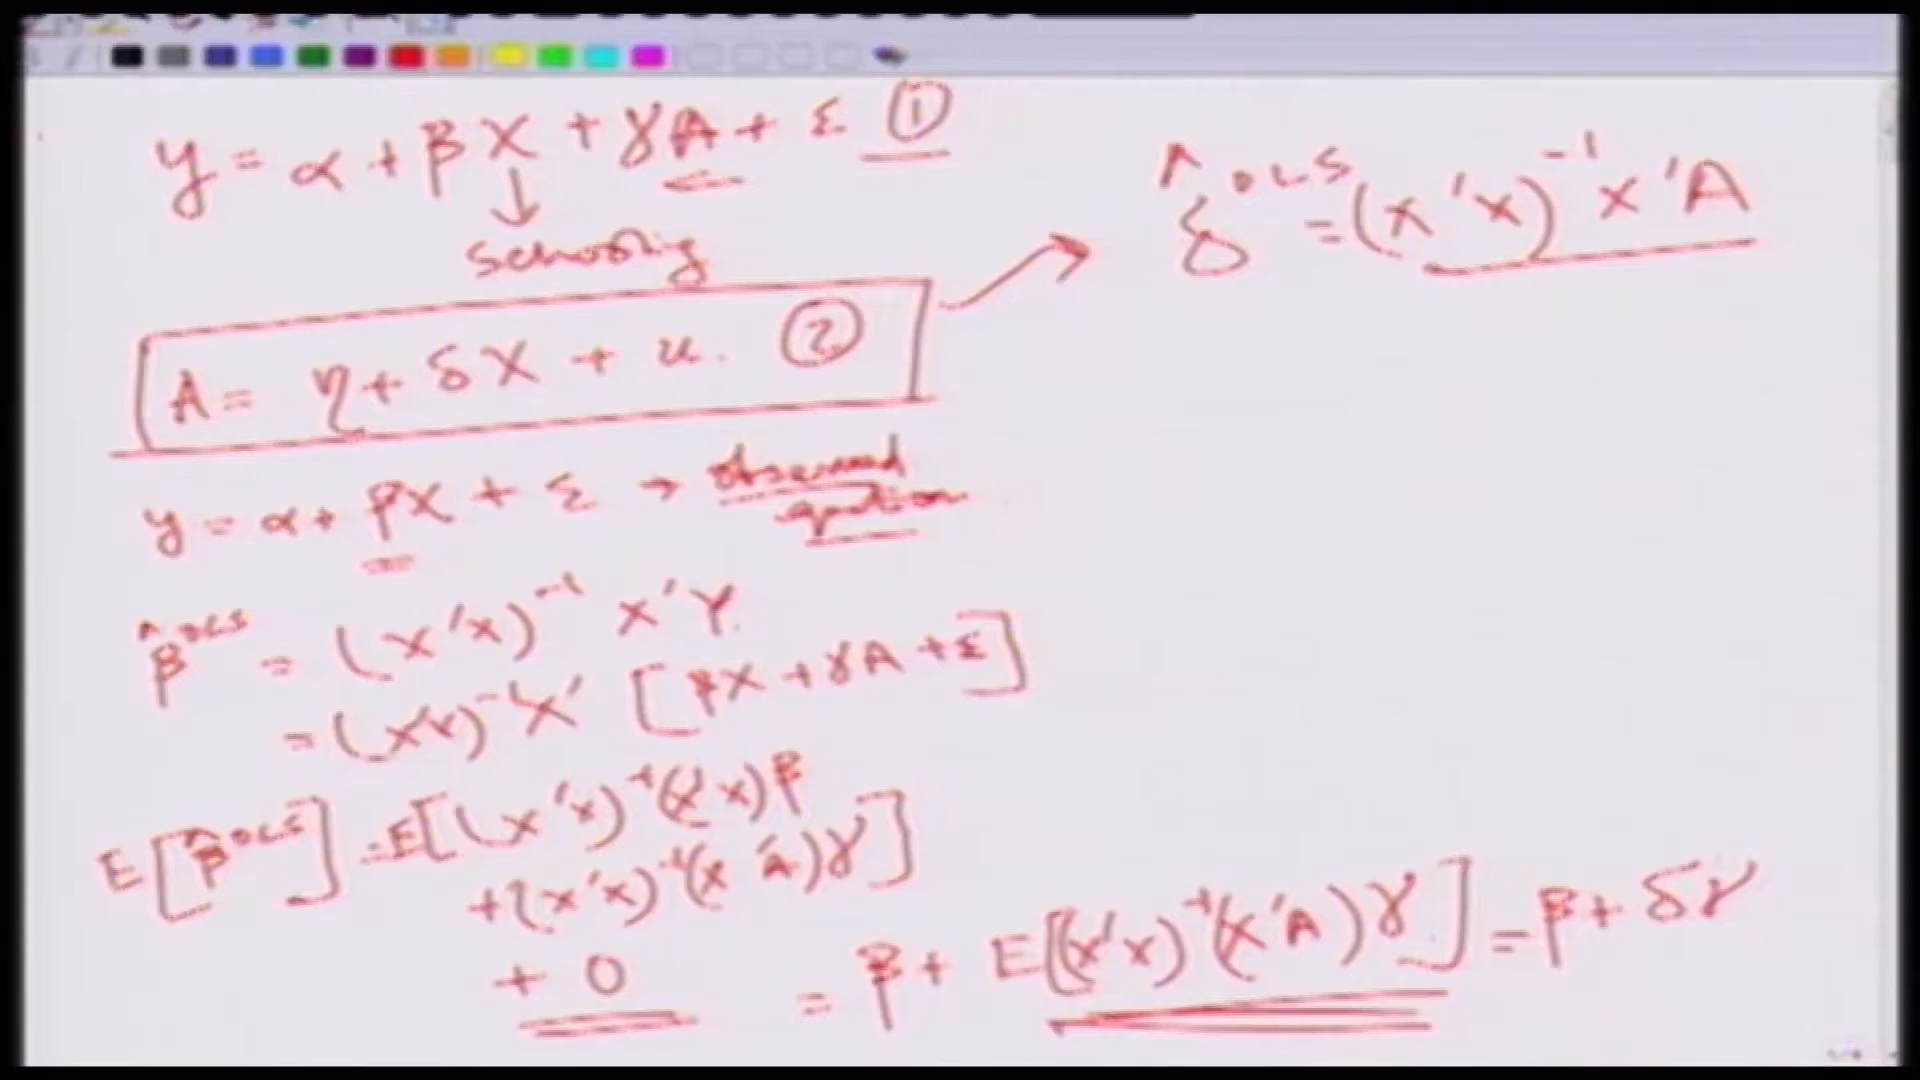 y = α + βX + γA + Σ ①
↓
schooling
A = η + δX + u. ②
→ δ̂ᴼᴸˢ = (x'x)⁻¹ x'A
y = α + βX + Σ → observed
equation
β̂ᴼᴸˢ = (x'x)⁻¹ x'Y.
= (x'x)⁻¹x' [βX + γA + Σ]
E[β̂ᴼᴸˢ] = E[(x'x)⁻¹(x'x)β
+ (x'x)⁻¹(x'A)γ]
+ 0
= β + E[(x'x)⁻¹(x'A)γ] = β + δγ